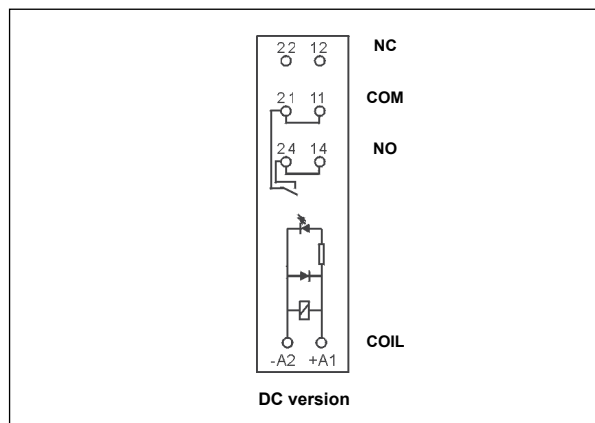 22 12 NC
21 11 COM
24 14 NO
-A2 +A1 COIL
DC version